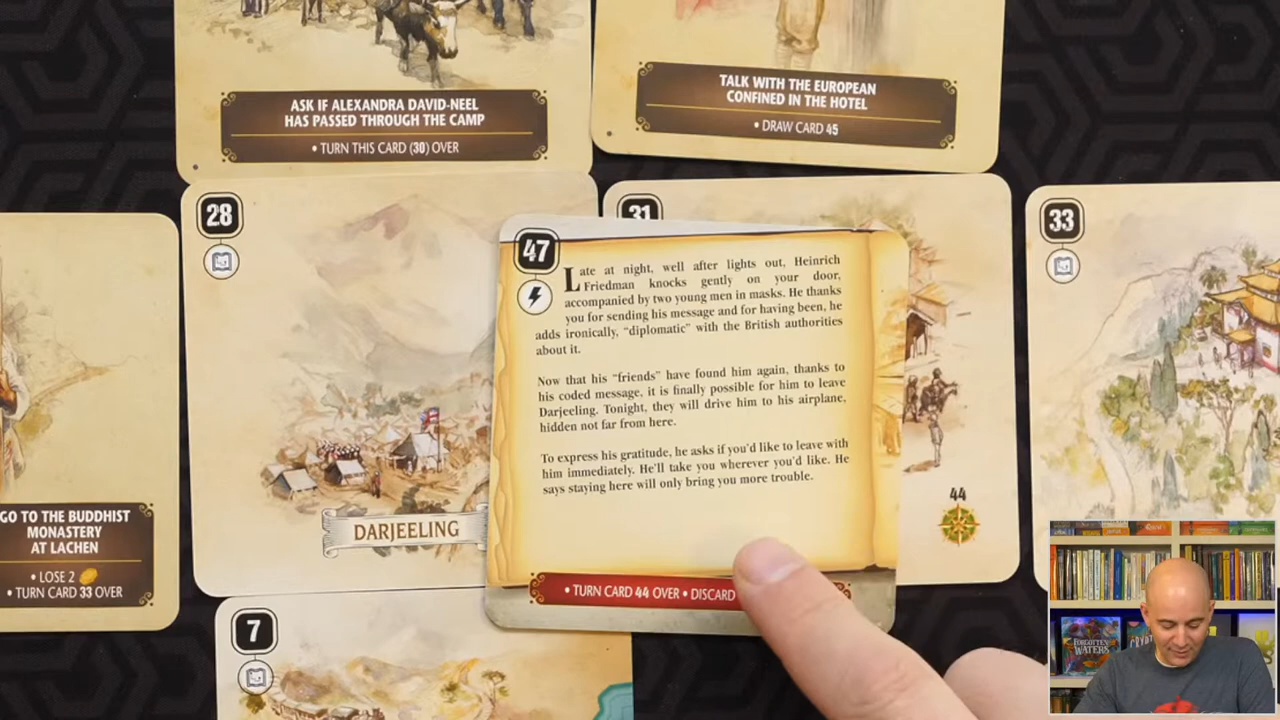 ASK IF ALEXANDRA DAVID-NEEL
HAS PASSED THROUGH THE CAMP
• TURN THIS CARD (30) OVER
TALK WITH THE EUROPEAN
CONFINED IN THE HOTEL
• DRAW CARD 45
28
DARJEELING
31
44
33
47
Late at night, well after lights out, Heinrich
Friedman knocks gently on your door,
accompanied by two young men in masks. He thanks
you for sending his message and for having been, he
adds ironically, "diplomatic" with the British authorities
about it.
Now that his "friends" have found him again, thanks to
his coded message, it is finally possible for him to leave
Darjeeling. Tonight, they will drive him to his airplane,
hidden not far from here.
To express his gratitude, he asks if you'd like to leave with
him immediately. He'll take you wherever you'd like. He
says staying here will only bring you more trouble.
• TURN CARD 44 OVER • DISCARD
GO TO THE BUDDHIST
MONASTERY
AT LACHEN
• LOSE 2
• TURN CARD 33 OVER
7
FORGOTTEN
WATERS